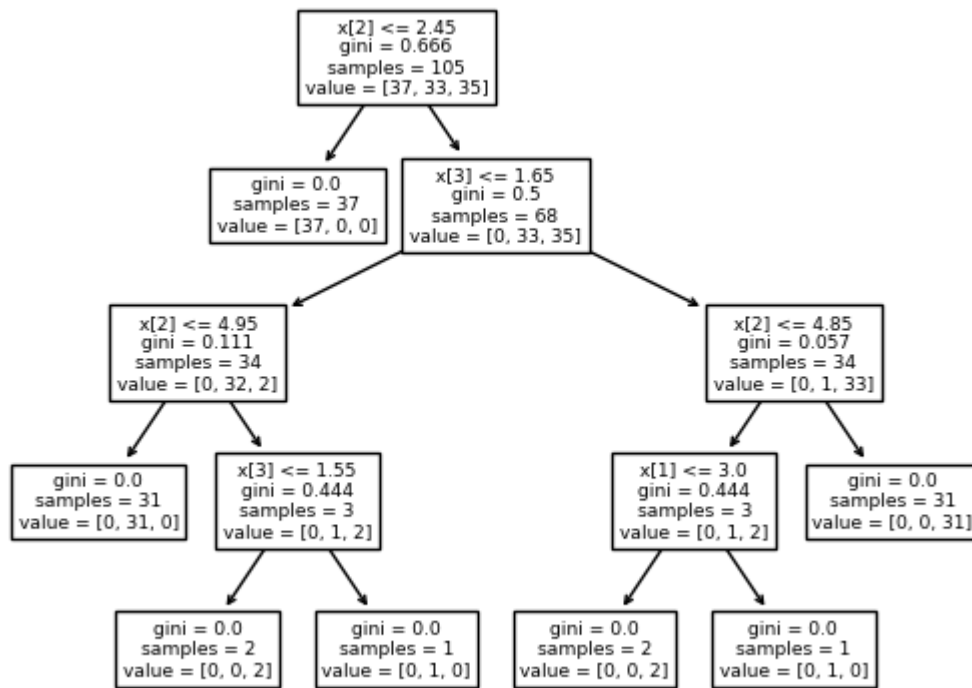 x[2] <= 2.45
gini = 0.666
samples = 105
value = [37, 33, 35]
gini = 0.0
samples = 37
value = [37, 0, 0]
x[3] <= 1.65
gini = 0.5
samples = 68
value = [0, 33, 35]
x[2] <= 4.95
gini = 0.111
samples = 34
value = [0, 32, 2]
x[2] <= 4.85
gini = 0.057
samples = 34
value = [0, 1, 33]
gini = 0.0
samples = 31
value = [0, 31, 0]
x[3] <= 1.55
gini = 0.444
samples = 3
value = [0, 1, 2]
x[1] <= 3.0
gini = 0.444
samples = 3
value = [0, 1, 2]
gini = 0.0
samples = 31
value = [0, 0, 31]
gini = 0.0
samples = 2
value = [0, 0, 2]
gini = 0.0
samples = 1
value = [0, 1, 0]
gini = 0.0
samples = 2
value = [0, 0, 2]
gini = 0.0
samples = 1
value = [0, 1, 0]